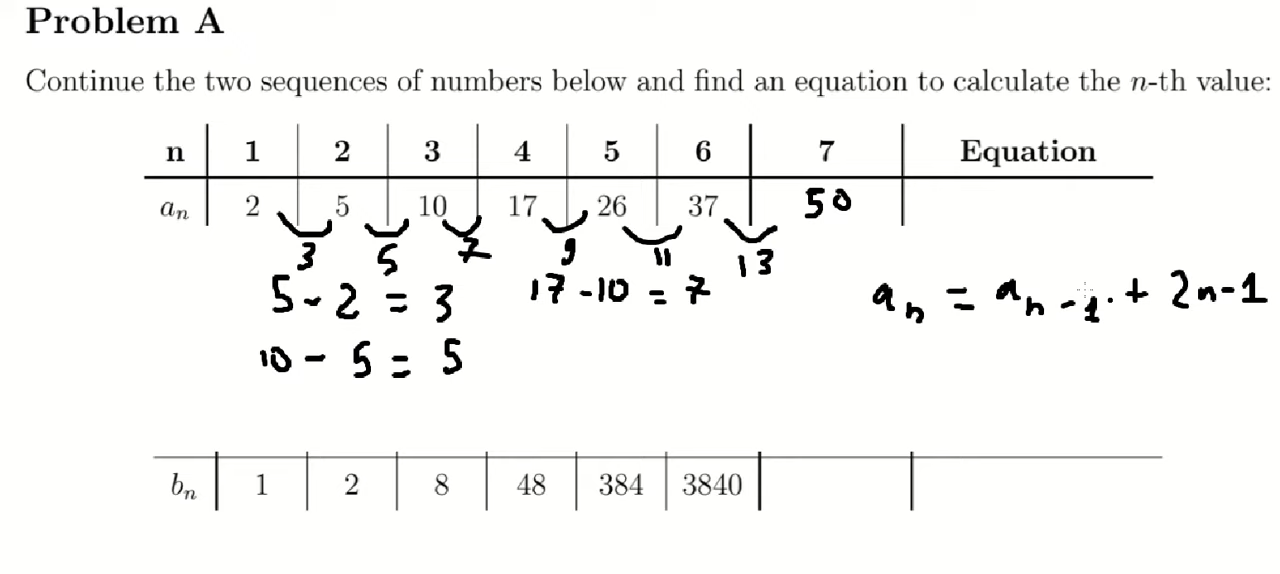 Problem A
Continue the two sequences of numbers below and find an equation to calculate the n-th value:
n 1 2 3 4 5 6 7 Equation
aₙ 2 5 10 17 26 37 50
3 5 7 9 11 13
5 - 2 = 3 17 - 10 = 7 aₙ = aₙ₋₁ + 2n-1
10 - 5 = 5
bₙ 1 2 8 48 384 3840